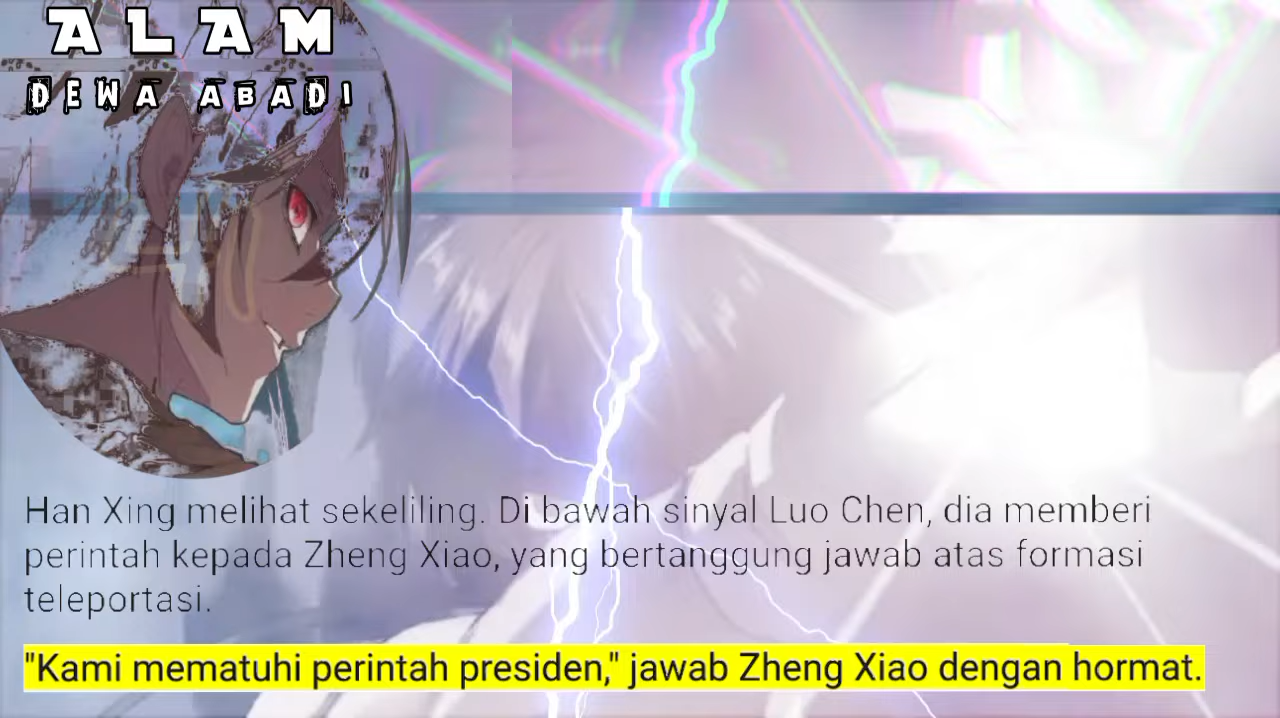 ALAM
DEWA ABADI
Han Xing melihat sekeliling. Di bawah sinyal Luo Chen, dia memberi
perintah kepada Zheng Xiao, yang bertanggung jawab atas formasi
teleportasi.
"Kami mematuhi perintah presiden," jawab Zheng Xiao dengan hormat.